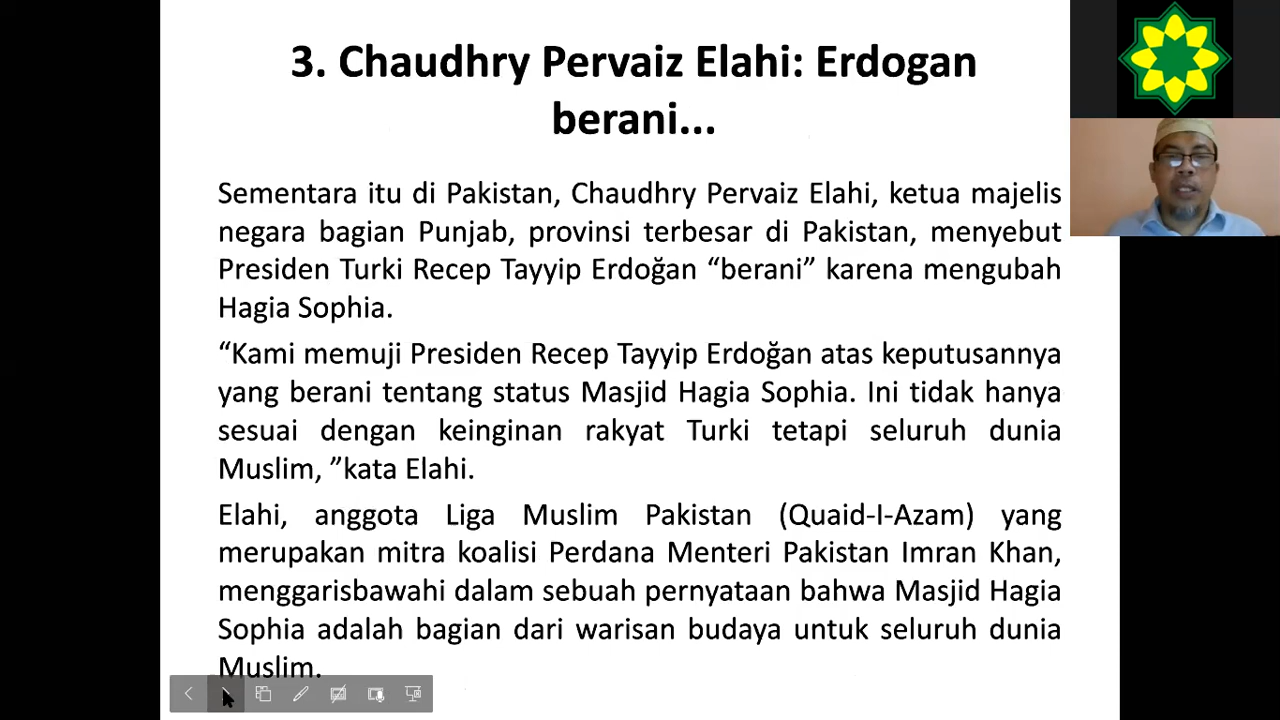 3. Chaudhry Pervaiz Elahi: Erdogan
berani...
Sementara itu di Pakistan, Chaudhry Pervaiz Elahi, ketua majelis
negara bagian Punjab, provinsi terbesar di Pakistan, menyebut
Presiden Turki Recep Tayyip Erdoğan “berani” karena mengubah
Hagia Sophia.
“Kami memuji Presiden Recep Tayyip Erdoğan atas keputusannya
yang berani tentang status Masjid Hagia Sophia. Ini tidak hanya
sesuai dengan keinginan rakyat Turki tetapi seluruh dunia
Muslim, ”kata Elahi.
Elahi, anggota Liga Muslim Pakistan (Quaid-I-Azam) yang
merupakan mitra koalisi Perdana Menteri Pakistan Imran Khan,
menggarisbawahi dalam sebuah pernyataan bahwa Masjid Hagia
Sophia adalah bagian dari warisan budaya untuk seluruh dunia
Muslim.